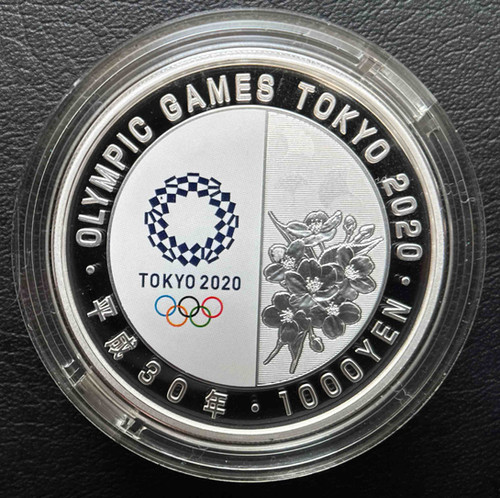 · OLYMPIC GAMES TOKYO 2020 ·
平成30年 · 1000YEN
TOKYO 2020